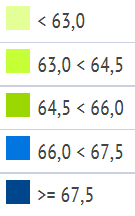 < 63,0
63,0 < 64,5
64,5 < 66,0
66,0 < 67,5
>= 67,5